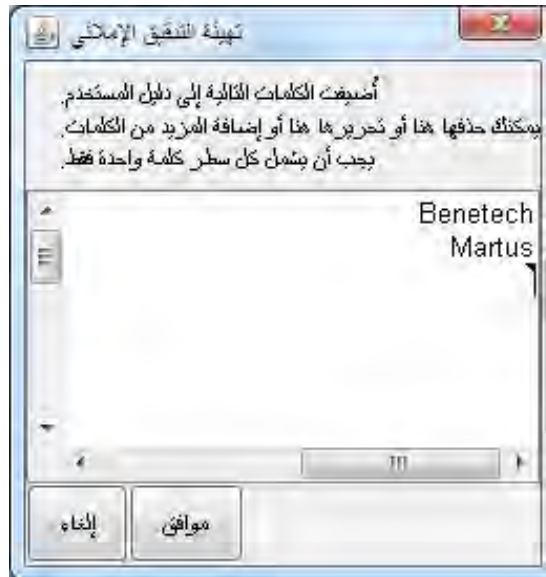 تهيئة التدقيق الإملائي
أُضيفت الكلمات التالية إلى دليل المستخدم.
يمكنك حذفها هنا أو تحريرها هنا أو إضافة المزيد من الكلمات.
يجب أن يشمل كل سطر كلمة واحدة فقط.
Benetech
Martus
موافق
إلغاء